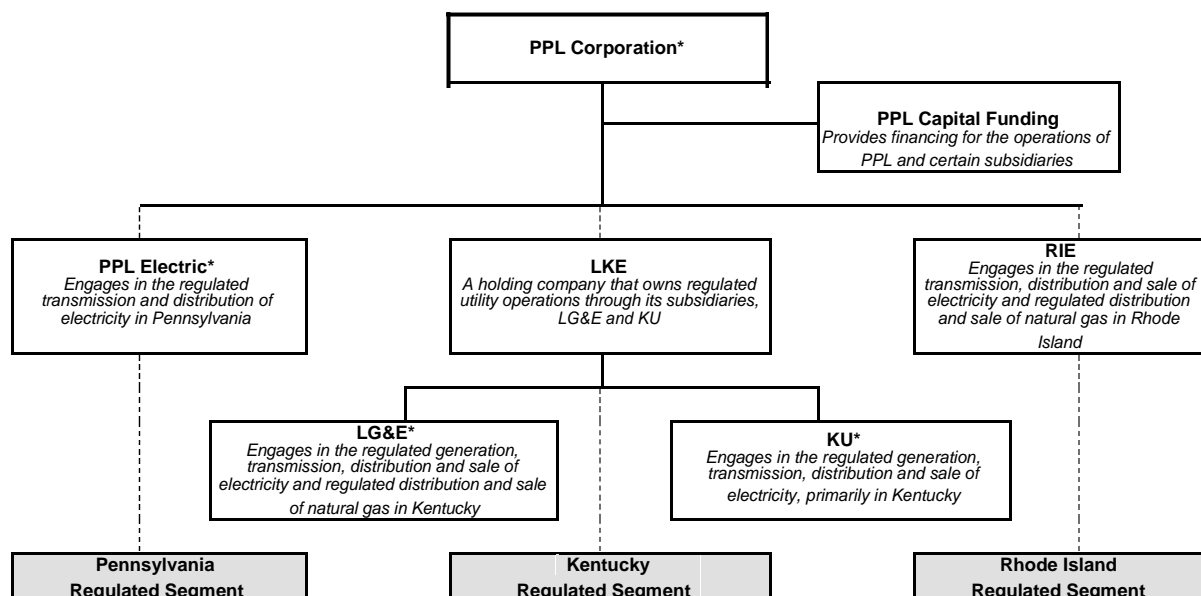 PPL Corporation*
PPL Capital Funding
Provides financing for the operations of
PPL and certain subsidiaries
PPL Electric*
Engages in the regulated
transmission and distribution of
electricity in Pennsylvania
LKE
A holding company that owns regulated
utility operations through its subsidiaries,
LG&E and KU
RIE
Engages in the regulated
transmission, distribution and sale of
electricity and regulated distribution
and sale of natural gas in Rhode
Island
LG&E*
Engages in the regulated generation,
transmission, distribution and sale of
electricity and regulated distribution and sale
of natural gas in Kentucky
KU*
Engages in the regulated generation,
transmission, distribution and sale of
electricity, primarily in Kentucky
Pennsylvania
Regulated Segment
Kentucky
Regulated Segment
Rhode Island
Regulated Segment